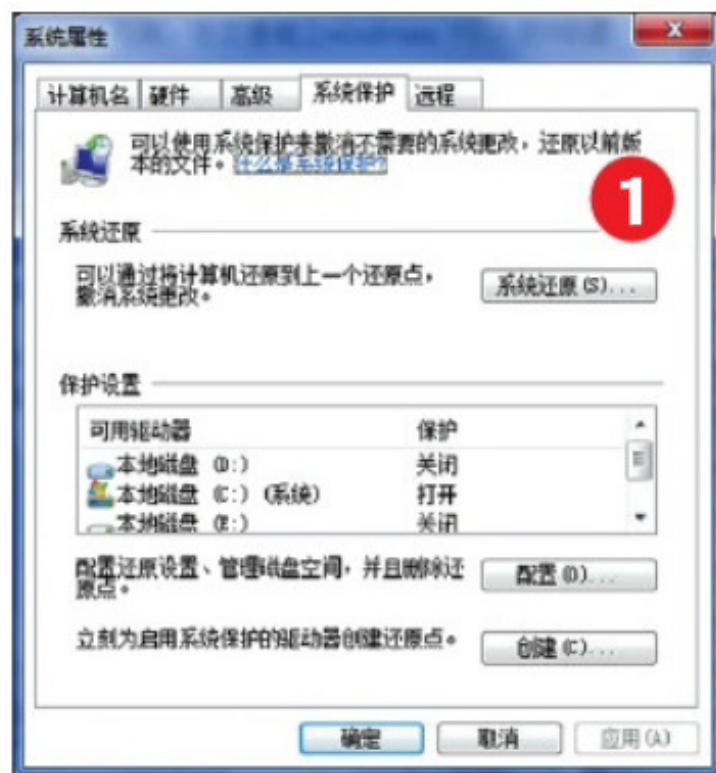 系统属性
计算机名 硬件 高级 系统保护 远程
可以使用系统保护来撤消不需要的系统更改，还原以前版
本的文件。什么是系统保护?
1
系统还原
可以通过将计算机还原到上一个还原点，
撤消系统更改。
系统还原(S)...
保护设置
可用驱动器 保护
本地磁盘 (D:) 关闭
本地磁盘 (C:) (系统) 打开
本地磁盘 (E:) 关闭
配置还原设置、管理磁盘空间，并且删除还
原点。
配置(O)...
立刻为启用系统保护的驱动器创建还原点。
创建(C)...
确定 取消 应用(A)